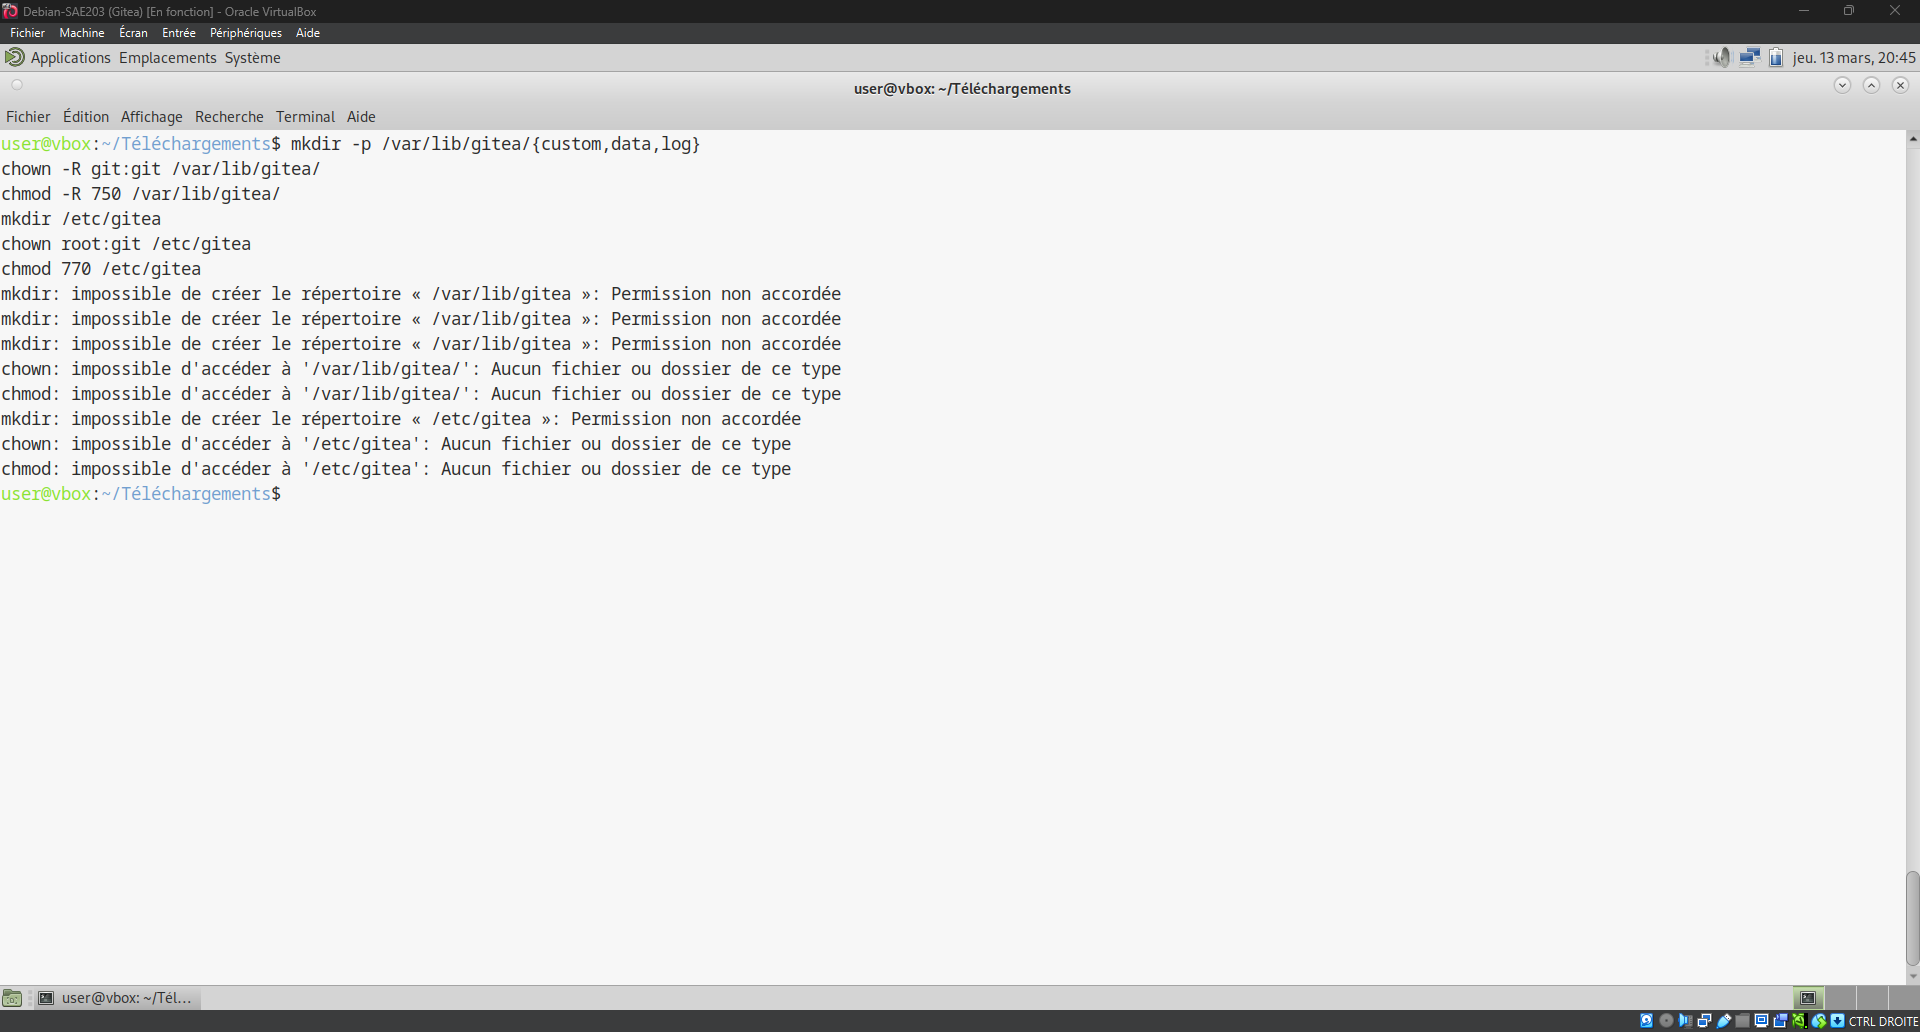 Debian-SAE203 (Gitea) [En fonction] - Oracle VirtualBox
Fichier Machine Écran Entrée Périphériques Aide
Applications Emplacements Système jeu. 13 mars, 20:45
user@vbox: ~/Téléchargements
Fichier Édition Affichage Recherche Terminal Aide
user@vbox:~/Téléchargements$ mkdir -p /var/lib/gitea/{custom,data,log}
chown -R git:git /var/lib/gitea/
chmod -R 750 /var/lib/gitea/
mkdir /etc/gitea
chown root:git /etc/gitea
chmod 770 /etc/gitea
mkdir: impossible de créer le répertoire « /var/lib/gitea »: Permission non accordée
mkdir: impossible de créer le répertoire « /var/lib/gitea »: Permission non accordée
mkdir: impossible de créer le répertoire « /var/lib/gitea »: Permission non accordée
chown: impossible d'accéder à '/var/lib/gitea/': Aucun fichier ou dossier de ce type
chmod: impossible d'accéder à '/var/lib/gitea/': Aucun fichier ou dossier de ce type
mkdir: impossible de créer le répertoire « /etc/gitea »: Permission non accordée
chown: impossible d'accéder à '/etc/gitea': Aucun fichier ou dossier de ce type
chmod: impossible d'accéder à '/etc/gitea': Aucun fichier ou dossier de ce type
user@vbox:~/Téléchargements$
user@vbox: ~/Tél...
CTRL DROITE